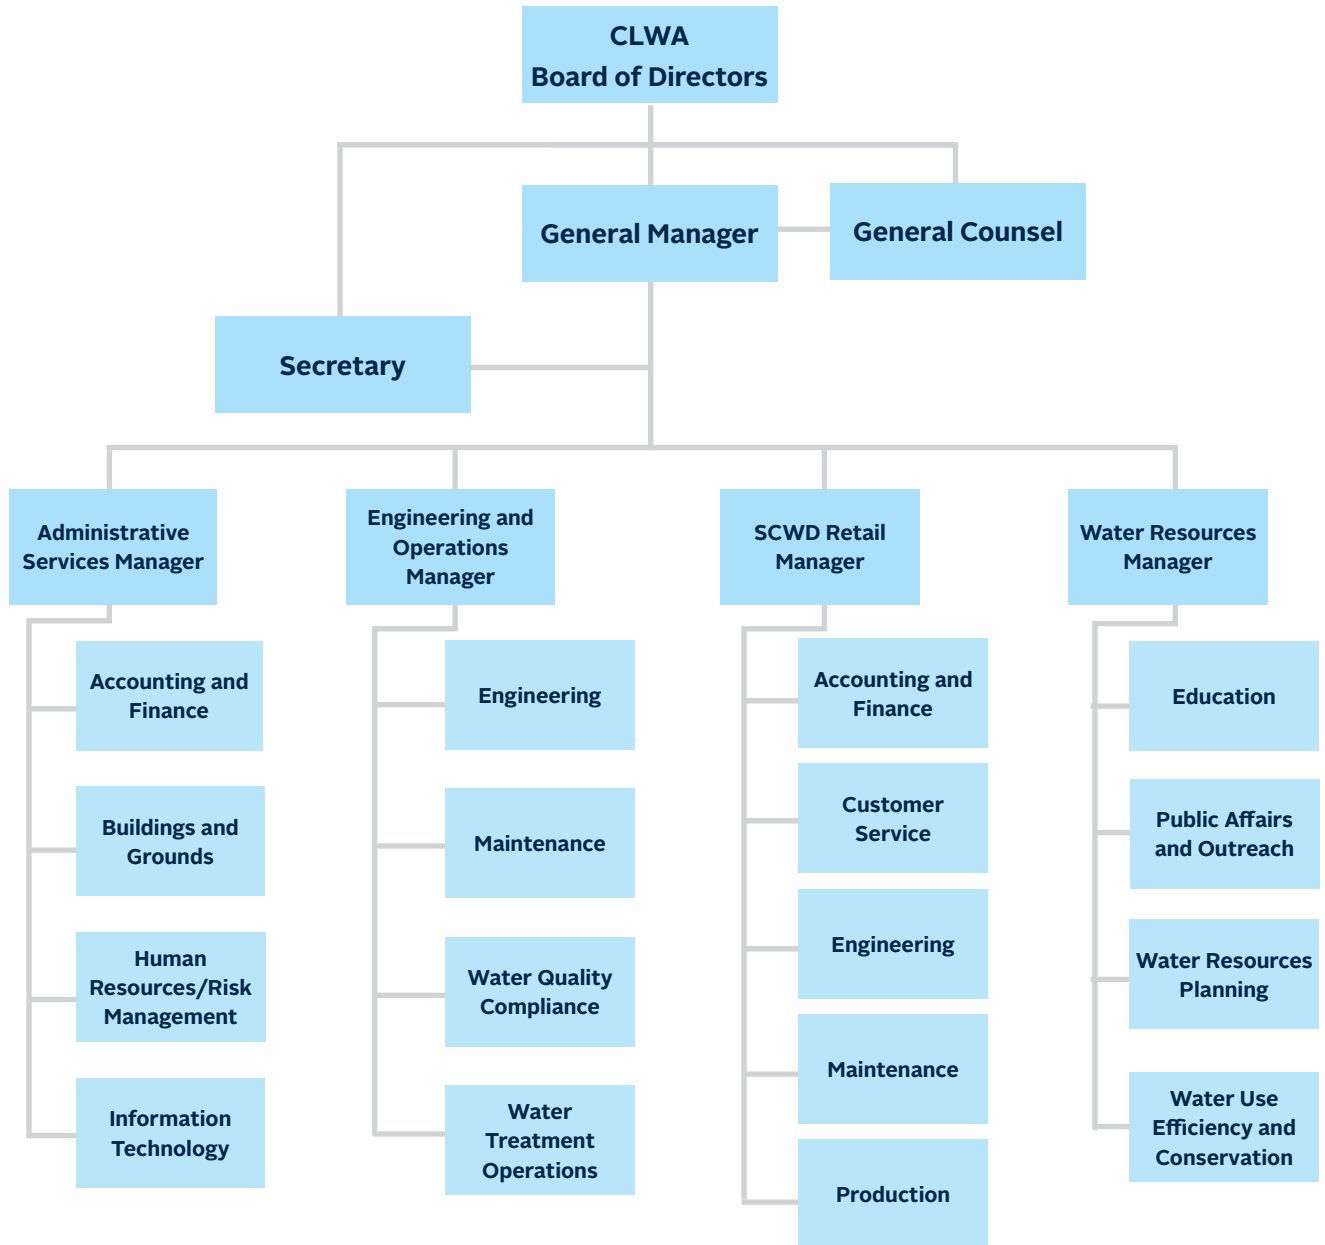 CLWA
Board of Directors
General Manager
General Counsel
Secretary
Administrative
Services Manager
Engineering and
Operations
Manager
SCWD Retail
Manager
Water Resources
Manager
Accounting and
Finance
Buildings and
Grounds
Human
Resources/Risk
Management
Information
Technology
Engineering
Maintenance
Water Quality
Compliance
Water
Treatment
Operations
Accounting and
Finance
Customer
Service
Engineering
Maintenance
Production
Education
Public Affairs
and Outreach
Water Resources
Planning
Water Use
Efficiency and
Conservation